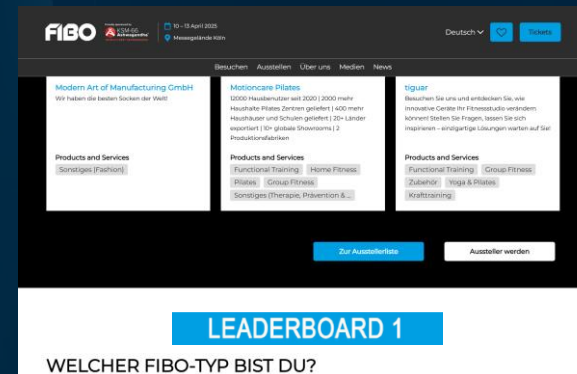 FIBO
KSM-66
Ashwagandha
10 – 13 April 2025
Messegelände Köln
Deutsch
Tickets
Besuchen Ausstellen Über uns Medien News
Modern Art of Manufacturing GmbH
Wir haben die besten Socken der Welt!
Products and Services
Sonstiges (Fashion)
Motioncare Pilates
12000 Hausbenutzer seit 2020 | 2000 mehr
Haushalte Pilates Zentren geliefert | 400 mehr
Haushäuser und Schulen geliefert | 20+ Länder
exportiert | 10+ globale Showrooms | 2
Produktionsfabriken
Products and Services
Functional Training Home Fitness
Pilates Group Fitness
Sonstiges (Therapie, Prävention & ...
tiguar
Besuchen Sie uns und entdecken Sie, wie
innovative Geräte Ihr Fitnessstudio verändern
können! Stellen Sie Fragen, lassen Sie sich
inspirieren – einzigartige Lösungen warten auf Sie!
Products and Services
Functional Training Group Fitness
Zubehör Yoga & Pilates
Krafttraining
Zur Ausstellerliste
Aussteller werden
LEADERBOARD 1
WELCHER FIBO-TYP BIST DU?